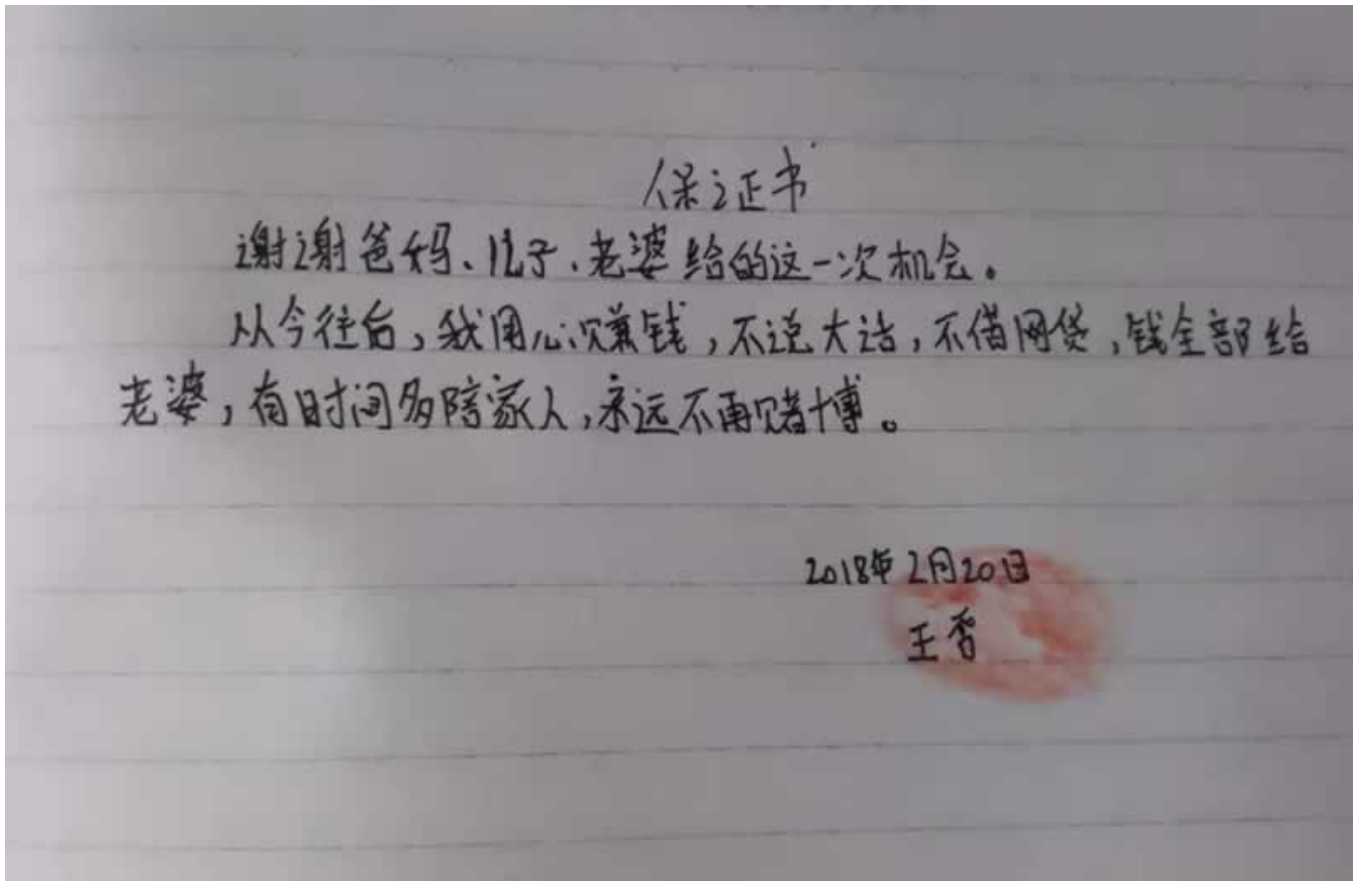 保证书
谢谢爸妈、儿子、老婆给的这一次机会。
从今往后，我用心赚钱，不说大话，不借网贷，钱全部给
老婆，有时间多陪家人，永远不再赌博。
2018年2月20日
王香